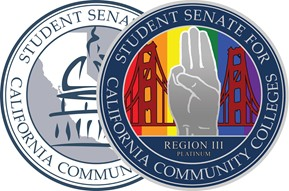 STUDENT SENATE
CALIFORNIA COMMUN
STUDENT SENATE FOR
CALIFORNIA COMMUNITY COLLEGES
REGION III
PLATINUM